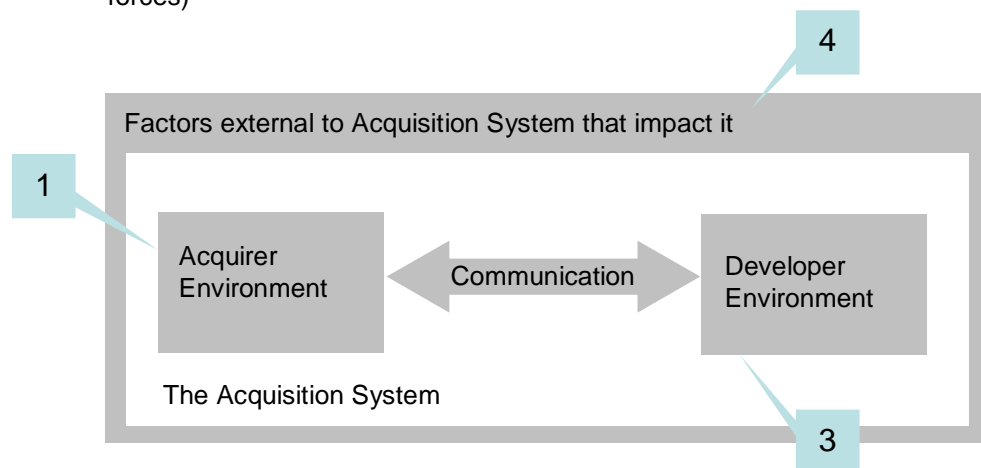 forces)
4
Factors external to Acquisition System that impact it
1
Acquirer
Environment
Communication
Developer
Environment
The Acquisition System
3